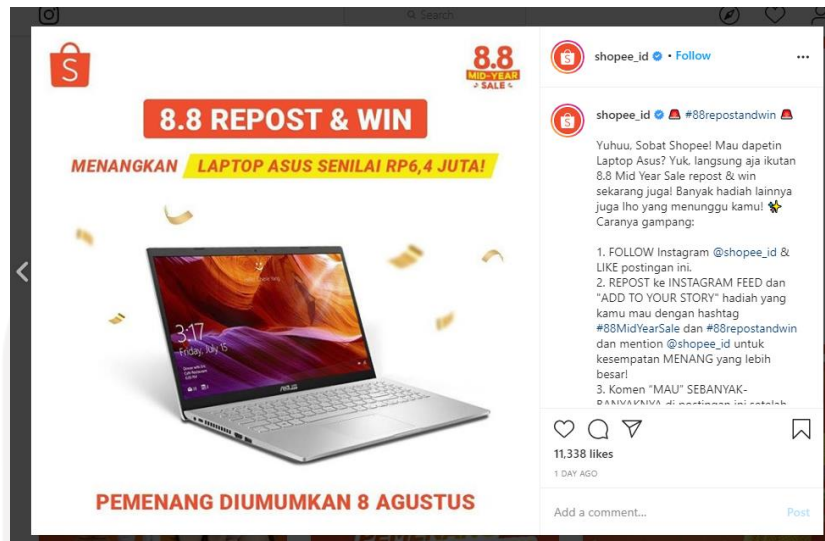 Search
S
8.8
MID-YEAR
SALE
8.8 REPOST & WIN
MENANGKAN LAPTOP ASUS SENILAI RP6,4 JUTA!
3:17
Friday, July 15
ASUS
PEMENANG DIUMUMKAN 8 AGUSTUS
shopee_id • Follow
shopee_id 🚨 #88repostandwin 🚨
Yuhuu, Sobat Shopee! Mau dapetin
Laptop Asus? Yuk, langsung aja ikutan
8.8 Mid Year Sale repost & win
sekarang juga! Banyak hadiah lainnya
juga lho yang menunggu kamu! ✨
Caranya gampang:
1. FOLLOW Instagram @shopee_id &
LIKE postingan ini.
2. REPOST ke INSTAGRAM FEED dan
"ADD TO YOUR STORY" hadiah yang
kamu mau dengan hashtag
#88MidYearSale dan #88repostandwin
dan mention @shopee_id untuk
kesempatan MENANG yang lebih
besar!
3. Komen "MAU" SEBANYAK-
BANYAKNYA di postingan ini setelah
11,338 likes
1 DAY AGO
Add a comment...
Post